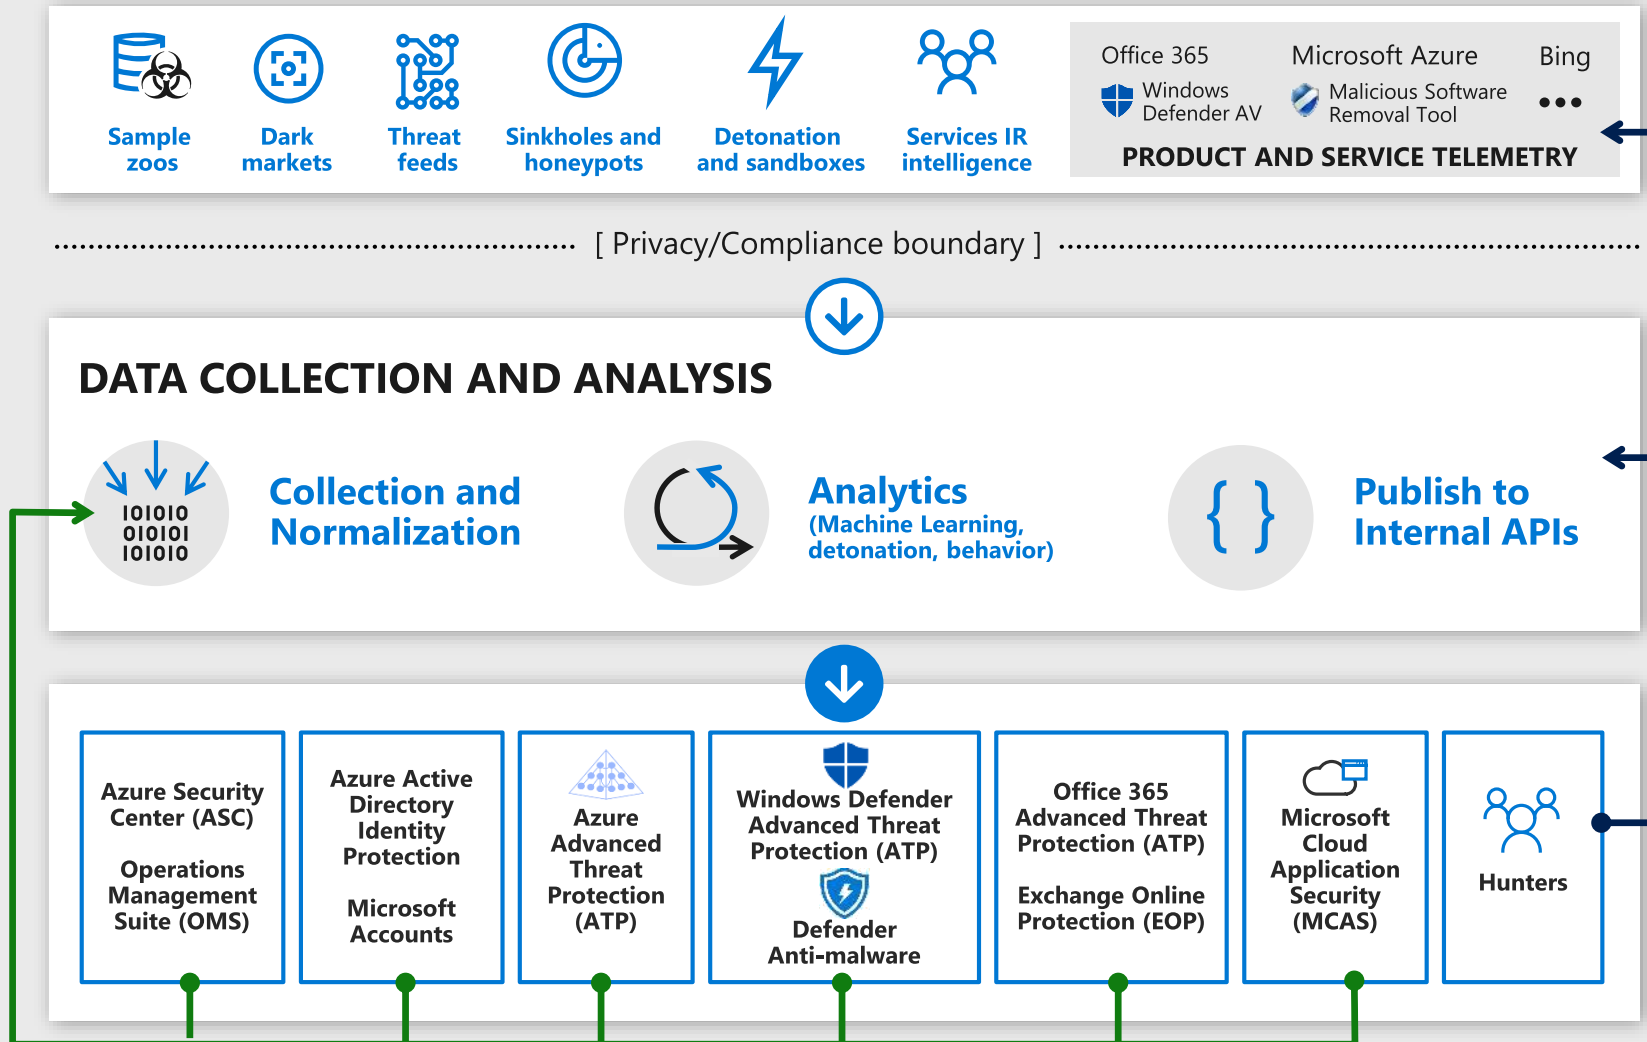 Sample
zoos
Dark
markets
Threat
feeds
Sinkholes and
honeypots
Detonation
and sandboxes
Services IR
intelligence
Office 365
Microsoft Azure
Bing
Windows
Defender AV
Malicious Software
Removal Tool
•••
PRODUCT AND SERVICE TELEMETRY
[ Privacy/Compliance boundary ]
DATA COLLECTION AND ANALYSIS
101010
010101
101010
Collection and
Normalization
Analytics
(Machine Learning,
detonation, behavior)
{ }
Publish to
Internal APIs
Azure Security
Center (ASC)
Operations
Management
Suite (OMS)
Azure Active
Directory
Identity
Protection
Microsoft
Accounts
Azure
Advanced
Threat
Protection
(ATP)
Windows Defender
Advanced Threat
Protection (ATP)
Defender
Anti-malware
Office 365
Advanced Threat
Protection (ATP)
Exchange Online
Protection (EOP)
Microsoft
Cloud
Application
Security
(MCAS)
Hunters